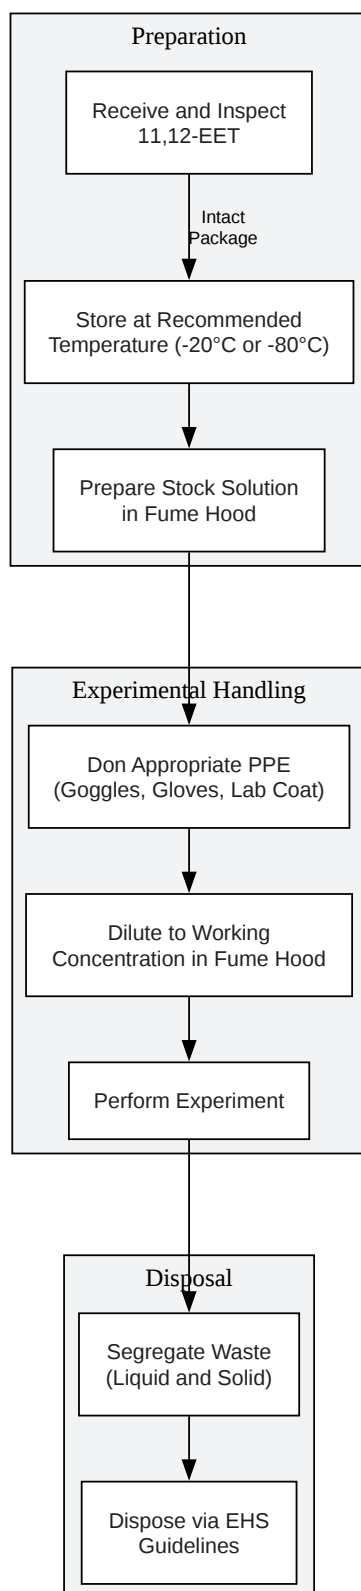 Preparation
Receive and Inspect
11,12-EET
Intact
Package
Store at Recommended
Temperature (-20°C or -80°C)
Prepare Stock Solution
in Fume Hood
Experimental Handling
Don Appropriate PPE
(Goggles, Gloves, Lab Coat)
Dilute to Working
Concentration in Fume Hood
Perform Experiment
Disposal
Segregate Waste
(Liquid and Solid)
Dispose via EHS
Guidelines